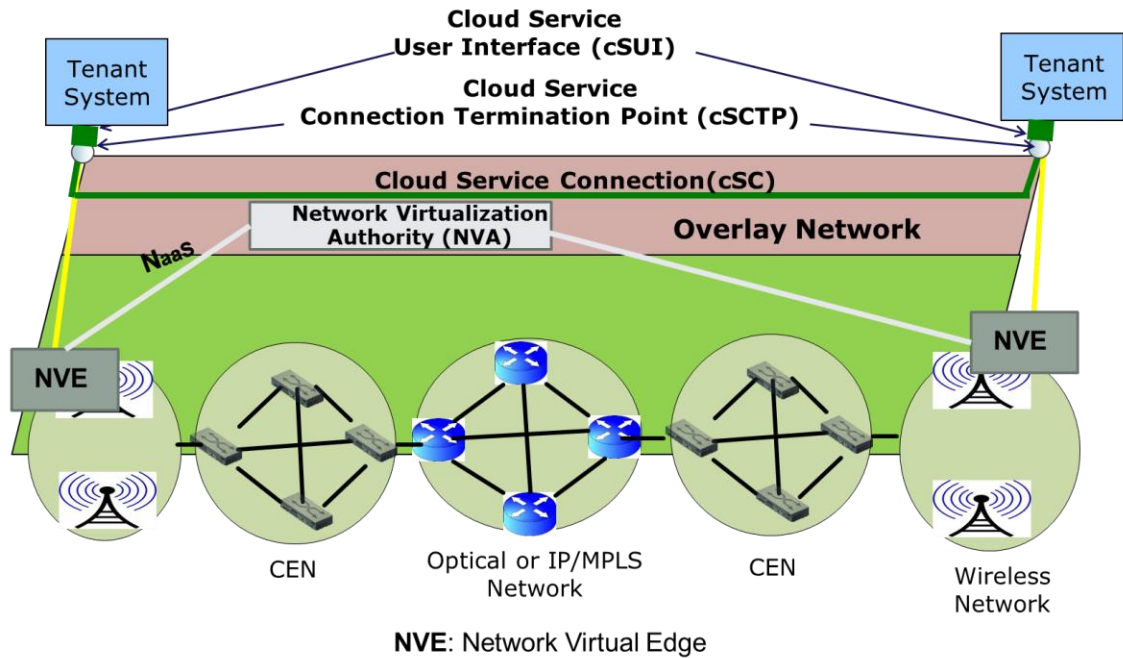 Cloud Service
User Interface (cSUI)
Tenant
System
Tenant
System
Cloud Service
Connection Termination Point (cSCTP)
Cloud Service Connection(cSC)
Network Virtualization
Authority (NVA)
Overlay Network
Naas
NVE
NVE
CEN
Optical or IP/MPLS
Network
CEN
Wireless
Network
NVE: Network Virtual Edge